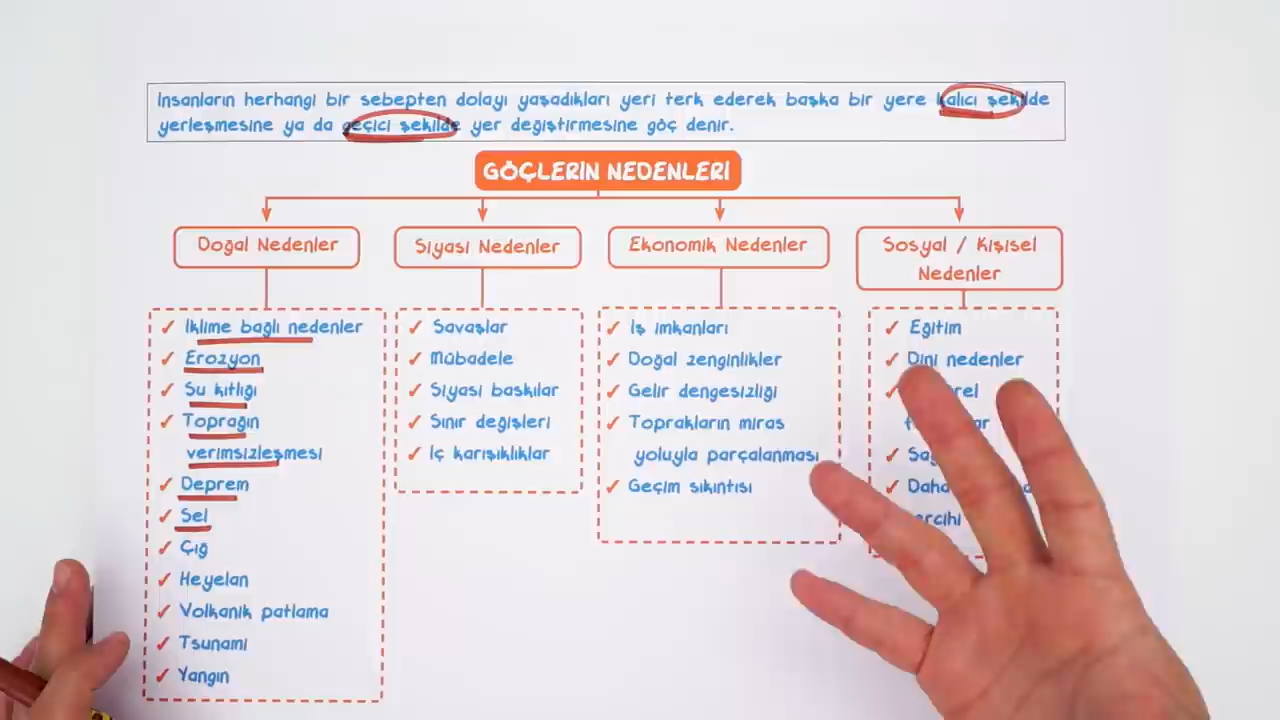 İnsanların herhangi bir sebepten dolayı yaşadıkları yeri terk ederek başka bir yere kalıcı şekilde
yerleşmesine ya da geçici şekilde yer değiştirmesine göç denir.
GÖÇLERİN NEDENLERİ
Doğal Nedenler
İklime bağlı nedenler
Erozyon
Su kıtlığı
Toprağın
verimsizleşmesi
Deprem
Sel
Çığ
Heyelan
Volkanik patlama
Tsunami
Yangın
Siyasi Nedenler
Savaşlar
Mübadele
Siyasi baskılar
Sınır değişleri
İç karışıklıklar
Ekonomik Nedenler
İş imkanları
Doğal zenginlikler
Gelir dengesizliği
Toprakların miras
yoluyla parçalanması
Geçim sıkıntısı
Sosyal / Kişisel
Nedenler
Eğitim
Dini nedenler
Daha